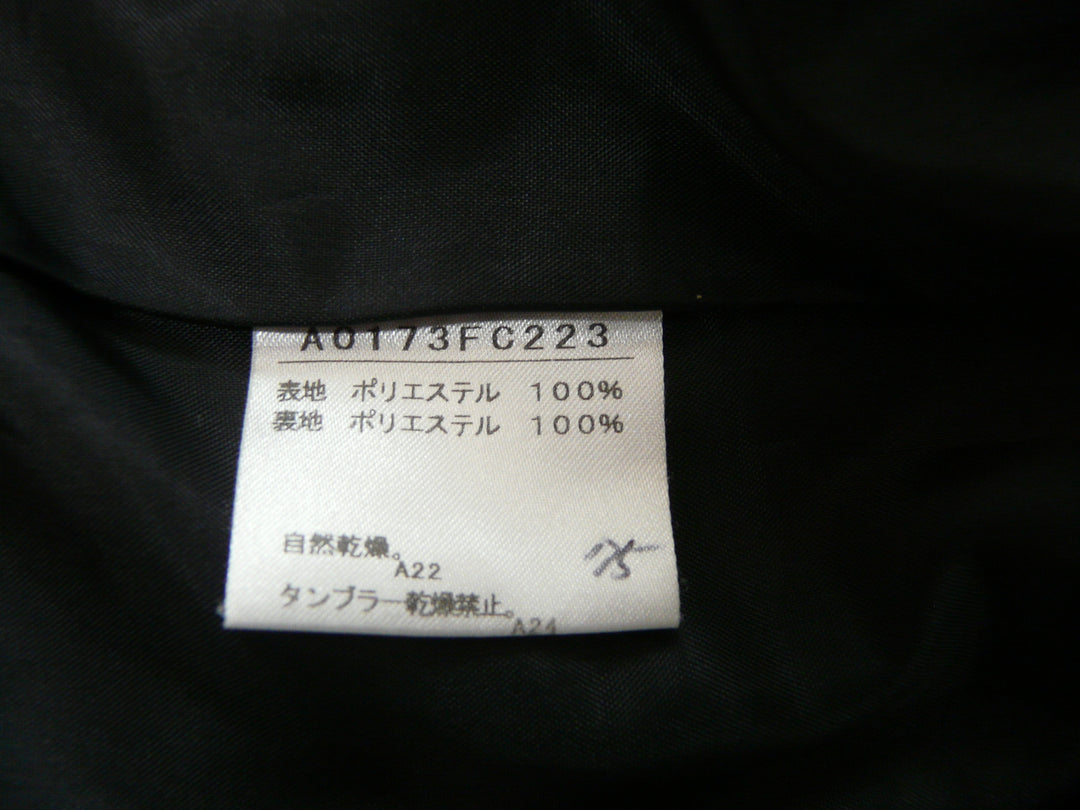 A0173FC223
表地 ポリエステル 100%
裏地 ポリエステル 100%
自然乾燥。
A22
タンブラー乾燥禁止。
A24